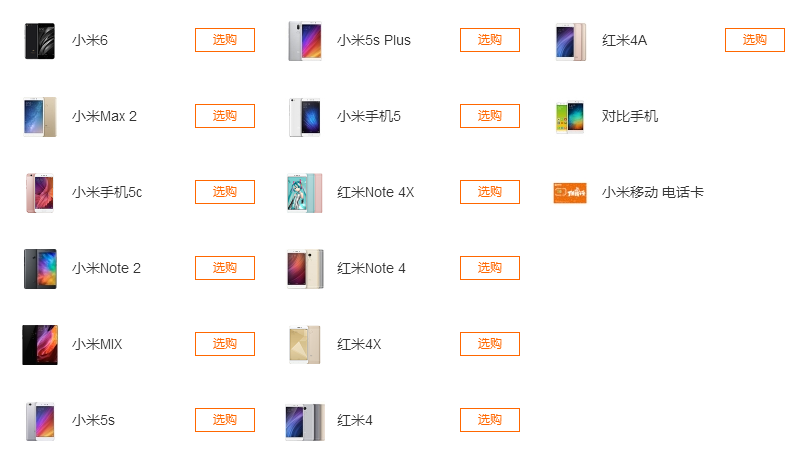 小米6
选购
小米5s Plus
选购
红米4A
选购
小米Max 2
选购
小米手机5
选购
对比手机
小米手机5c
选购
红米Note 4X
选购
小米移动 电话卡
小米Note 2
选购
红米Note 4
选购
小米MIX
选购
红米4X
选购
小米5s
选购
红米4
选购